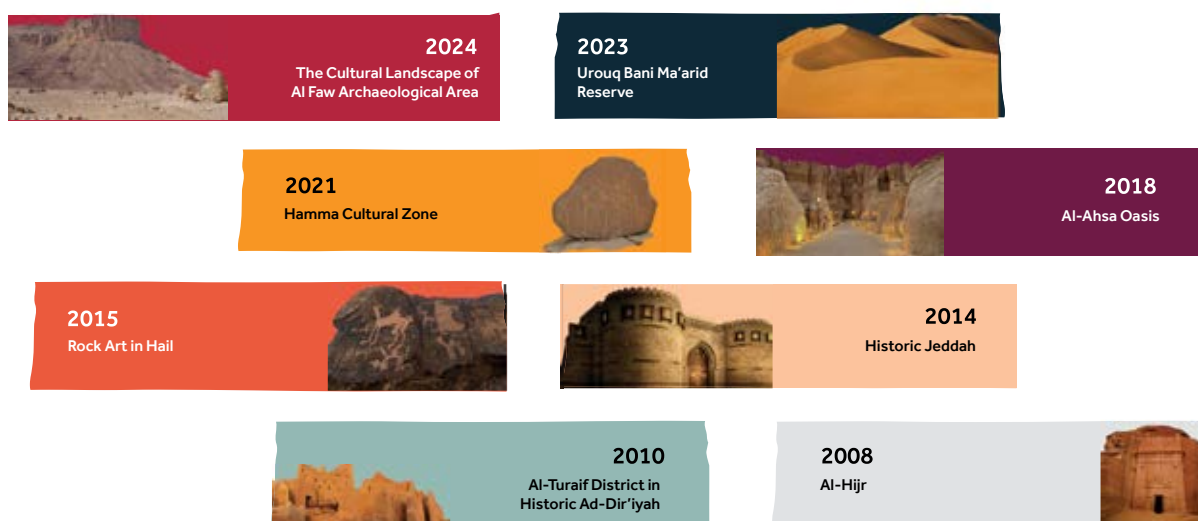 2024
The Cultural Landscape of
Al Faw Archaeological Area
2023
Urouq Bani Ma'arid
Reserve
2021
Hamma Cultural Zone
2018
Al-Ahsa Oasis
2015
Rock Art in Hail
2014
Historic Jeddah
2010
Al-Turaif District in
Historic Ad-Dir'iyah
2008
Al-Hijr